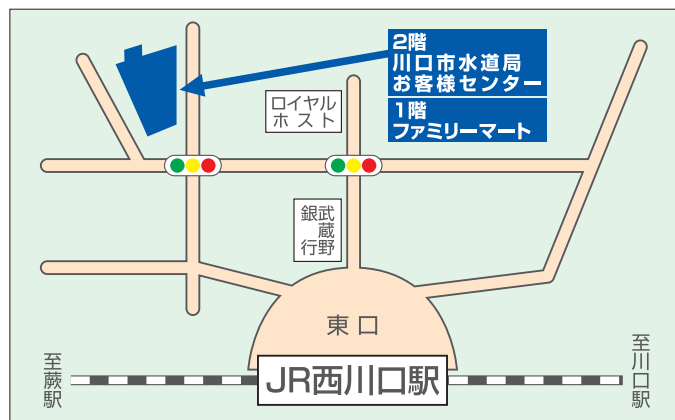 2階
川口市水道局
お客様センター
1階
ファミリーマート
ロイヤル
ホスト
武蔵野
銀行
東口
JR西川口駅
至蕨駅
至川口駅